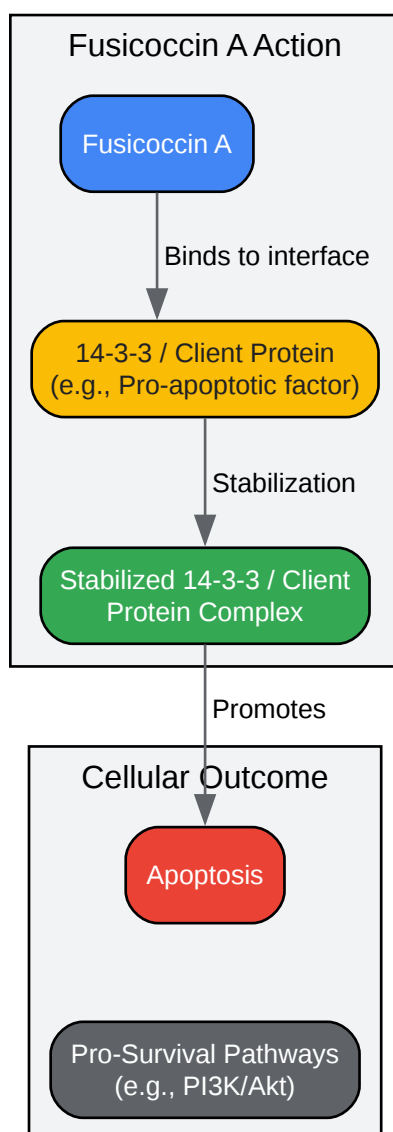 Fusicoccin A Action
Fusicoccin A
Binds to interface
14-3-3 / Client Protein
(e.g., Pro-apoptotic factor)
Stabilization
Stabilized 14-3-3 / Client
Protein Complex
Promotes
Cellular Outcome
Apoptosis
Pro-Survival Pathways
(e.g., PI3K/Akt)